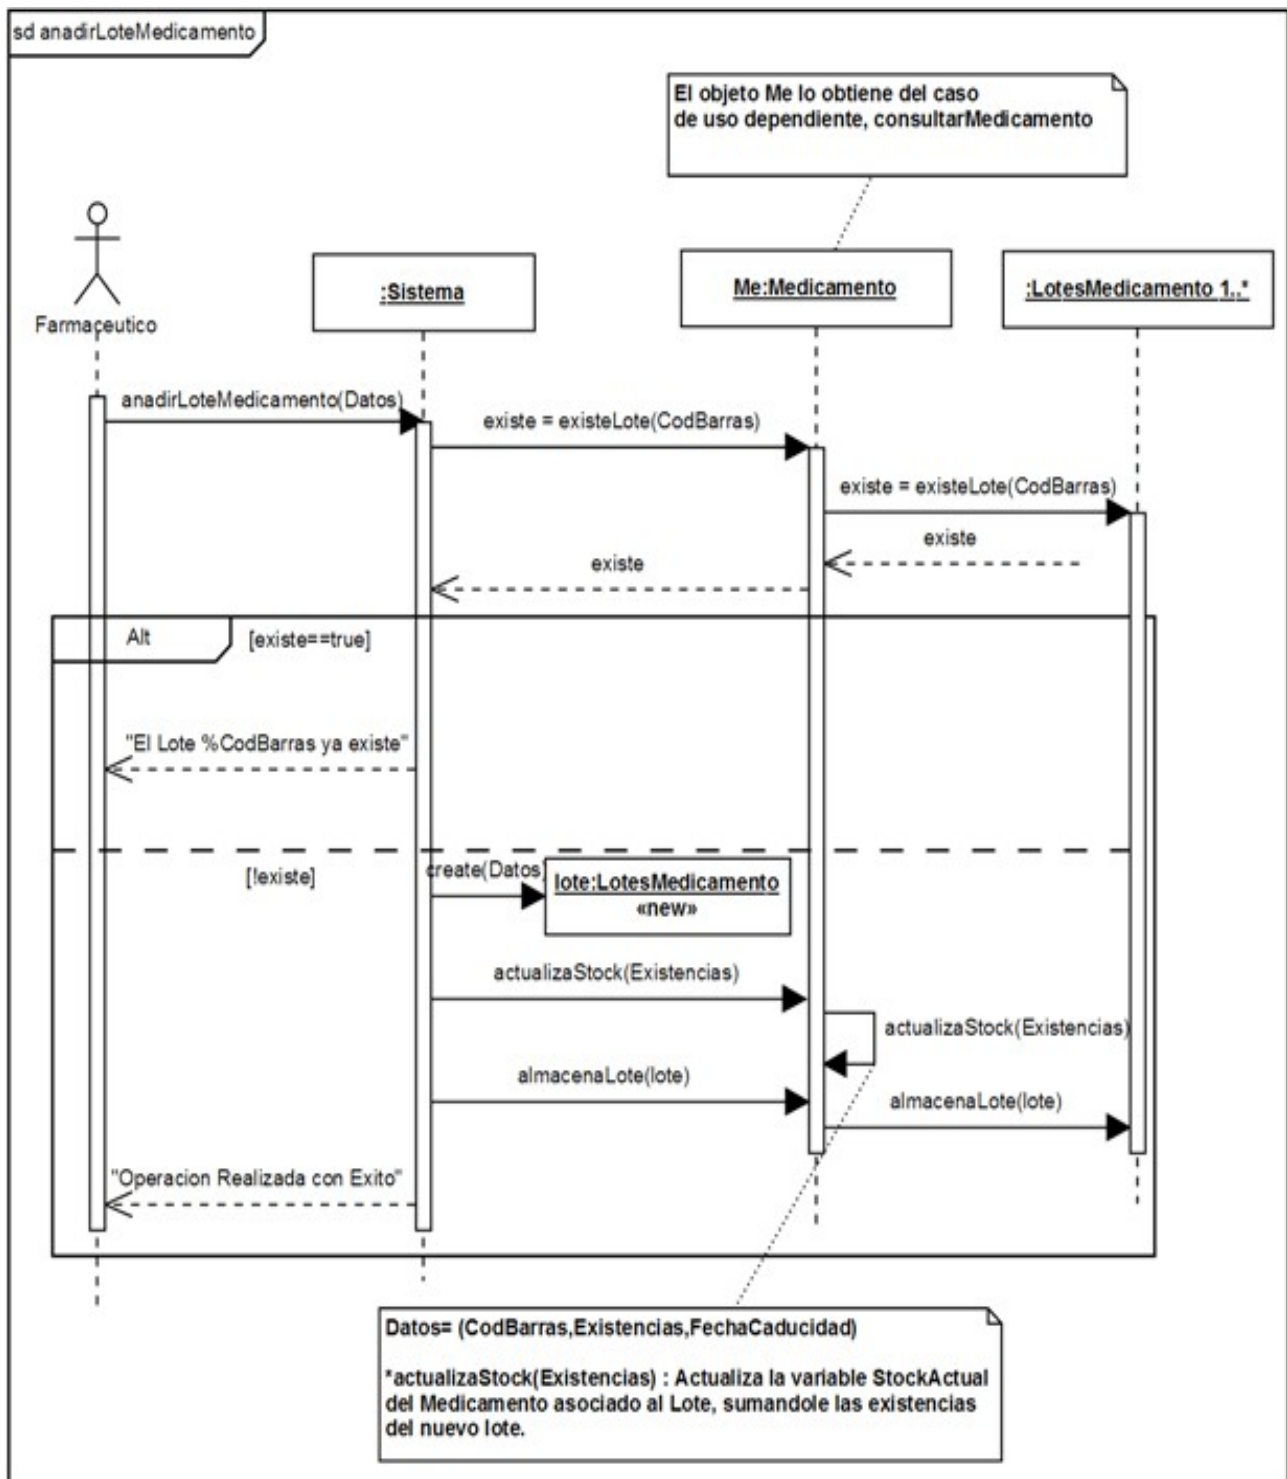 sd anadirLoteMedicamento
El objeto Me lo obtiene del caso
de uso dependiente, consultarMedicamento
Farmaceutico
:Sistema
Me:Medicamento
:LotesMedicamento 1..*
anadirLoteMedicamento(Datos)
existe = existeLote(CodBarras)
existe = existeLote(CodBarras)
existe
existe
Alt
[existe==true]
"El Lote %CodBarras ya existe"
[!existe]
create(Datos)
lote:LotesMedicamento
«new»
actualizaStock(Existencias)
actualizaStock(Existencias)
almacenaLote(lote)
almacenaLote(lote)
"Operacion Realizada con Exito"
Datos= (CodBarras,Existencias,FechaCaducidad)
*actualizaStock(Existencias) : Actualiza la variable StockActual
del Medicamento asociado al Lote, sumandole las existencias
del nuevo lote.